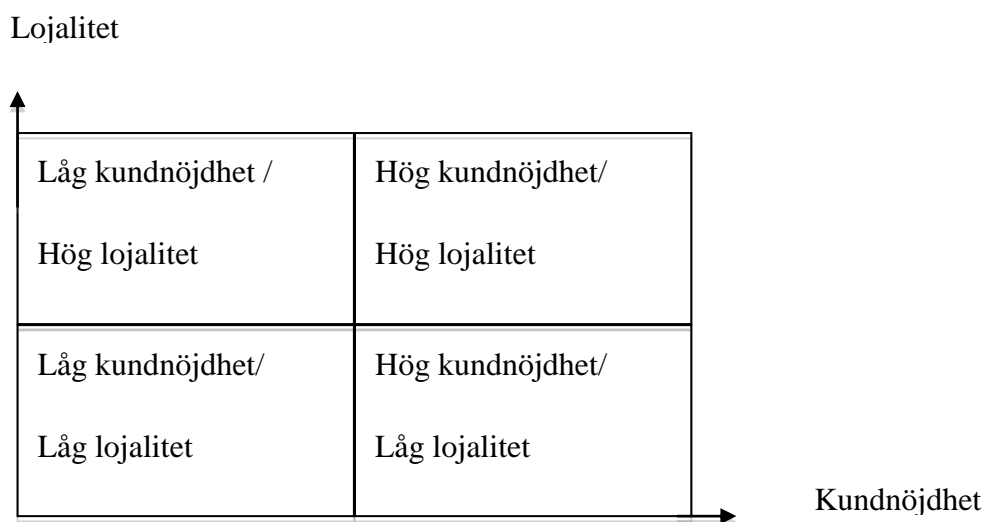 Lojalitet
Låg kundnöjdhet /
Hög lojalitet
Hög kundnöjdhet/
Hög lojalitet
Låg kundnöjdhet/
Låg lojalitet
Hög kundnöjdhet/
Låg lojalitet
Kundnöjdhet